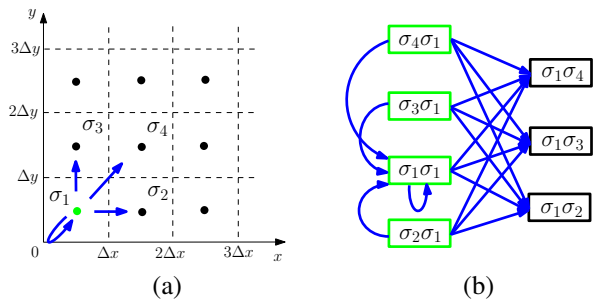 y
3Δy
2Δy
Δy
0
Δx
2Δx
3Δx
x
σ₃
σ₄
σ₁
σ₂
(a)
σ₄σ₁
σ₃σ₁
σ₁σ₁
σ₂σ₁
σ₁σ₄
σ₁σ₃
σ₁σ₂
(b)